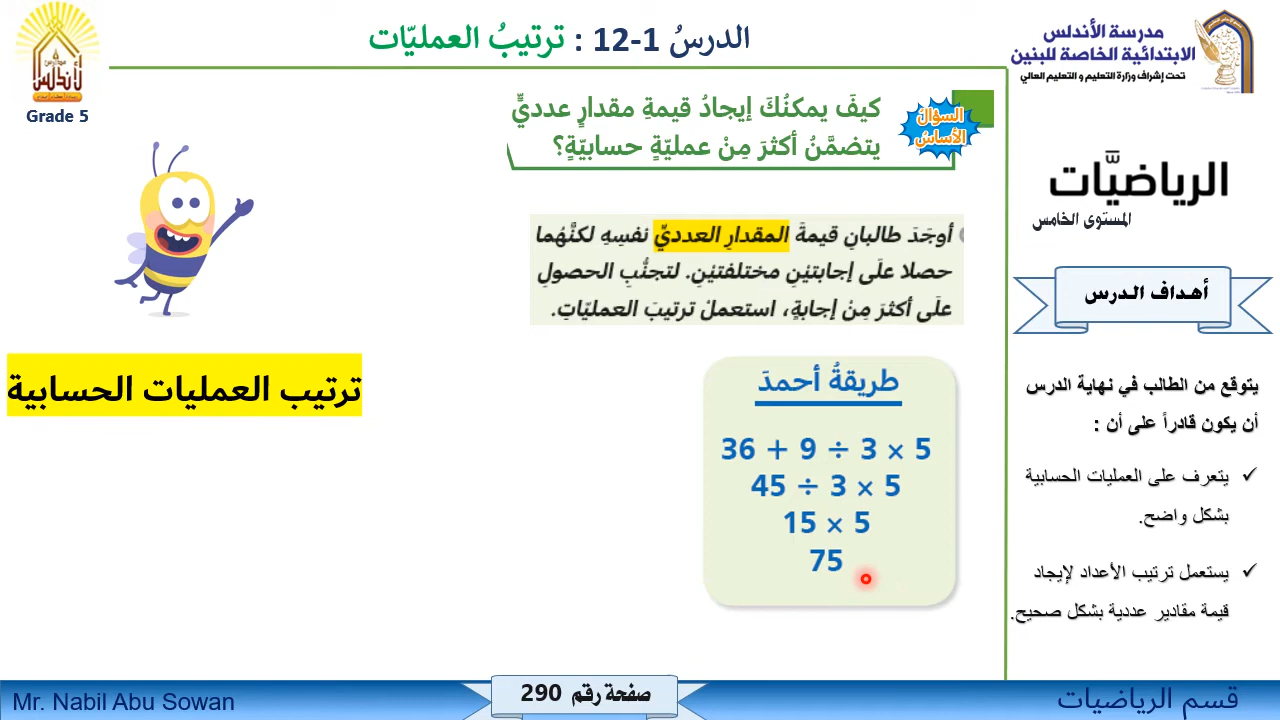 الدرسُ 1-12 : ترتيبُ العمليّات
مدرسة الأندلس
الابتدائية الخاصة للبنين
تحت إشراف وزارة التعليم و التعليم العالي
Grade 5
السؤالُ
الأساسُ
كيفَ يمكنُكَ إيجادُ قيمةِ مقدارٍ عدديٍّ
يتضمَّنُ أكثرَ مِنْ عمليّةٍ حسابيّةٍ؟
الرياضيَّات
المستوى الخامس
أوجَدَ طالبانِ قيمةَ المقدارِ العدديِّ نفسِهِ لكنَّهُما
حصلا علَى إجابتيْنِ مختلفتيْنِ. لتجنُّبِ الحصولِ
علَى أكثرَ مِنْ إجابةٍ، استعملْ ترتيبَ العمليّاتِ.
أهداف الدرس
يتوقع من الطالب في نهاية الدرس
أن يكون قادراً على أن :
✓ يتعرف على العمليات الحسابية
بشكل واضح.
✓ يستعمل ترتيب الأعداد لإيجاد
قيمة مقادير عددية بشكل صحيح.
ترتيب العمليات الحسابية
طريقةُ أحمدَ
36 + 9 ÷ 3 × 5
45 ÷ 3 × 5
15 × 5
75
Mr. Nabil Abu Sowan
صفحة رقم 290
قسم الرياضيات